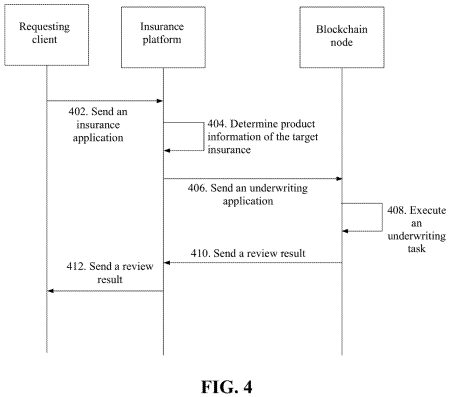 Requesting
client
Insurance
platform
Blockchain
node
402. Send an
insurance
application
404. Determine product
information of the target
insurance
406. Send an underwriting
application
408. Execute
an
underwriting
task
410. Send a review result
412. Send a review
result
FIG. 4